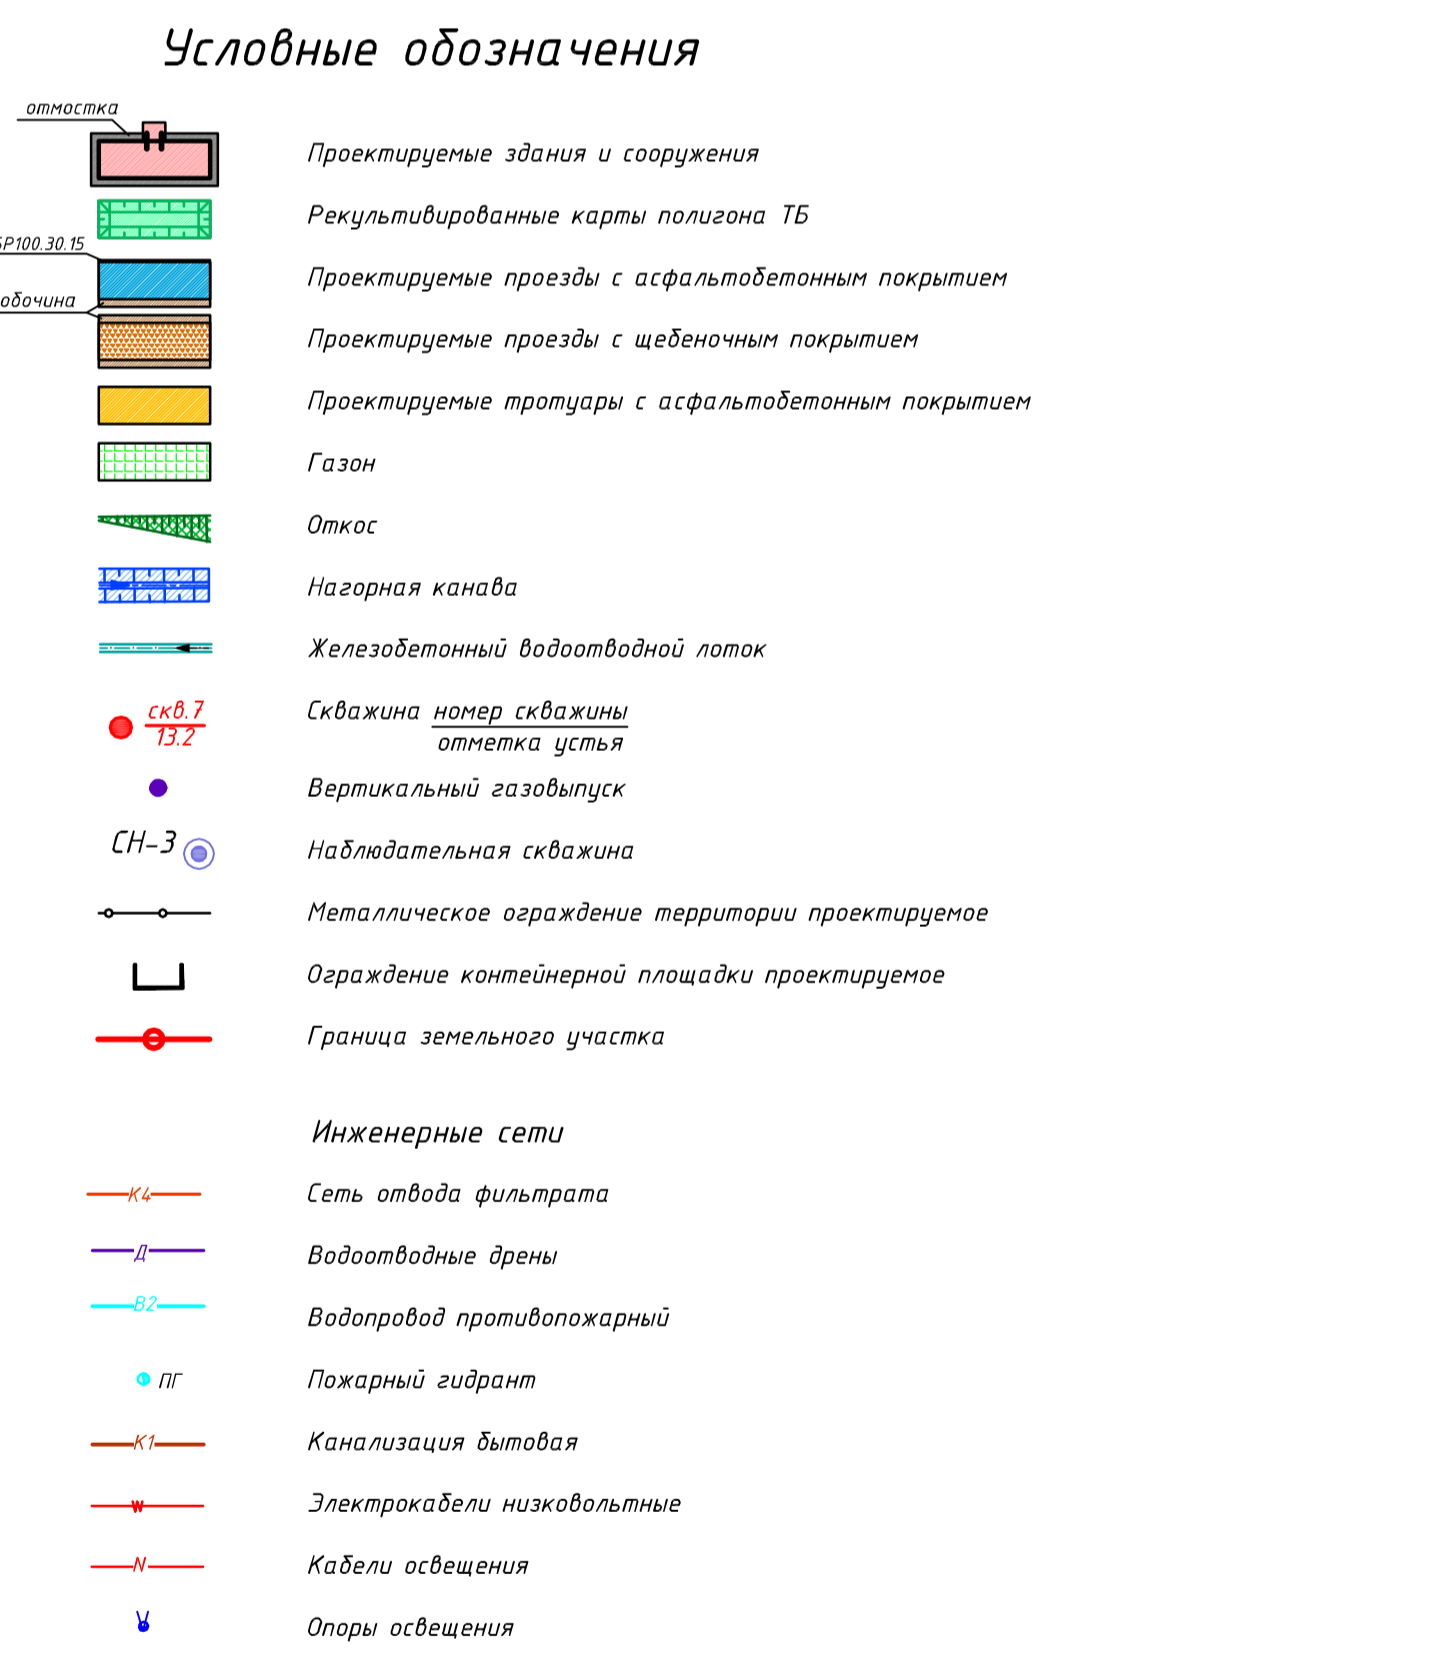 Условные обозначения
отмостка
Проектируемые здания и сооружения
Рекультивированные карты полигона ТБ
БР100.30.15
Проектируемые проезды с асфальтобетонным покрытием
обочина
Проектируемые проезды с щебеночным покрытием
Проектируемые тротуары с асфальтобетонным покрытием
Газон
Откос
Нагорная канава
Железобетонный водоотводной лоток
скв.7 Скважина номер скважины
13.2 отметка устья
Вертикальный газовыпуск
СН-3 Наблюдательная скважина
Металлическое ограждение территории проектируемое
Ограждение контейнерной площадки проектируемое
Граница земельного участка
Инженерные сети
К4 Сеть отвода фильтрата
Д Водоотводные дрены
В2 Водопровод противопожарный
ПГ Пожарный гидрант
К1 Канализация бытовая
W Электрокабели низковольтные
N Кабели освещения
Опоры освещения